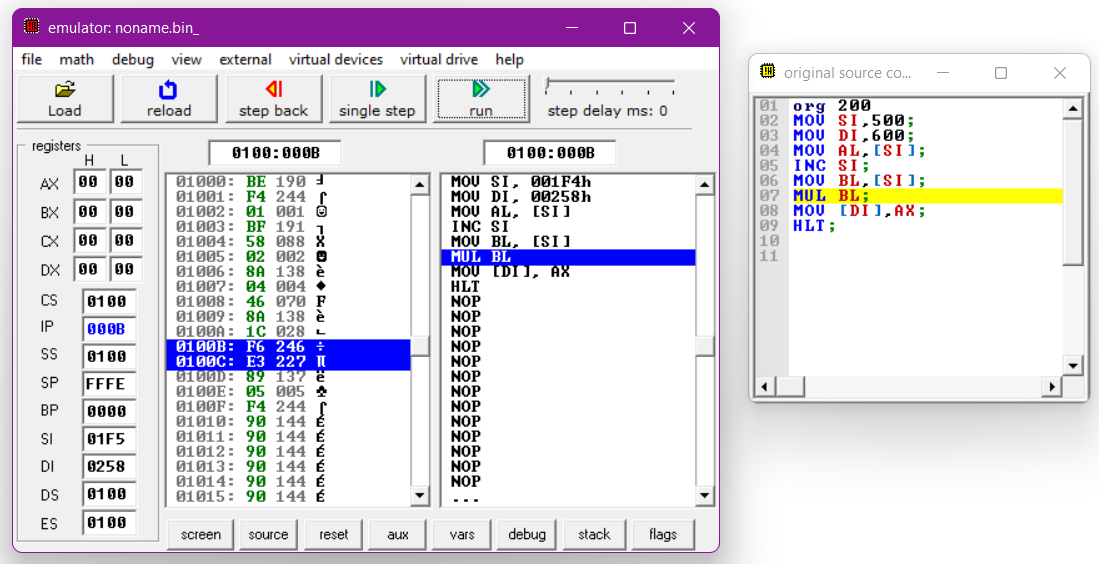 emulator: noname.bin_
file math debug view external virtual devices virtual drive help
Load reload step back single step run step delay ms: 0
registers
H L
AX 00 00
BX 00 00
CX 00 00
DX 00 00
CS 0100
IP 000B
SS 0100
SP FFFE
BP 0000
SI 01F5
DI 0258
DS 0100
ES 0100
0100:000B 0100:000B
01000: BE 190 ╛
01001: F4 244 ⌠
01002: 01 001 ☺
01003: BF 191 ┐
01004: 58 088 X
01005: 02 002 ☻
01006: 8A 138 è
01007: 04 004 ♦
01008: 46 070 F
01009: 8A 138 è
0100A: 1C 028 ∟
0100B: F6 246 ÷
0100C: E3 227 π
0100D: 89 137 ë
0100E: 05 005 ♣
0100F: F4 244 ⌠
01010: 90 144 É
01011: 90 144 É
01012: 90 144 É
01013: 90 144 É
01014: 90 144 É
01015: 90 144 É
MOV SI, 001F4h
MOV DI, 00258h
MOV AL, [SI]
INC SI
MOV BL, [SI]
MUL BL
MOV [DI], AX
HLT
NOP
NOP
NOP
NOP
NOP
NOP
NOP
NOP
NOP
NOP
NOP
NOP
NOP
...
screen source reset aux vars debug stack flags
original source co...
01 org 200
02 MOV SI,500;
03 MOV DI,600;
04 MOV AL,[SI];
05 INC SI;
06 MOV BL,[SI];
07 MUL BL;
08 MOV [DI],AX;
09 HLT;
10
11